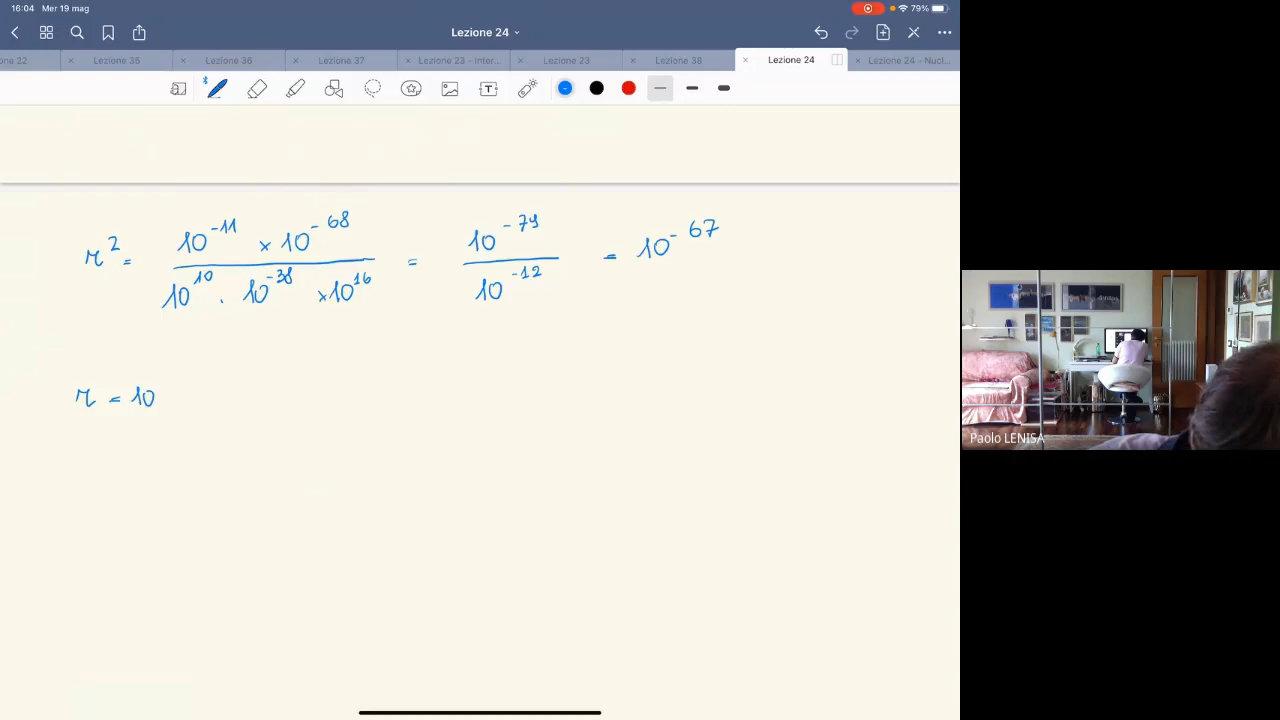 16:04 Mer 19 mag 79%
Lezione 24
one 22 Lezione 35 Lezione 36 Lezione 37 Lezione 23 - Inter... Lezione 23 Lezione 38 Lezione 24 Lezione 24 - Nucl...
r² = (10⁻¹¹ × 10⁻⁶⁸) / (10¹⁰ · 10⁻³⁸ × 10¹⁶) = 10⁻⁷⁹ / 10⁻¹² = 10⁻⁶⁷
r = 10
Paolo LENISA